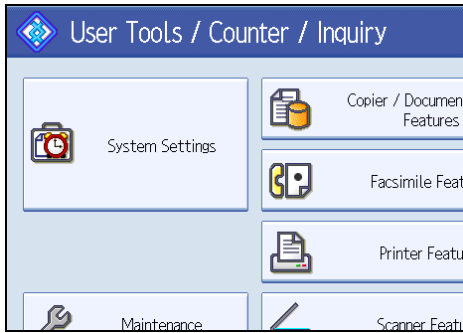 User Tools / Counter / Inquiry
System Settings
Copier / Documen
Features
Facsimile Feat
Printer Featu
Maintenance
Scanner Featu